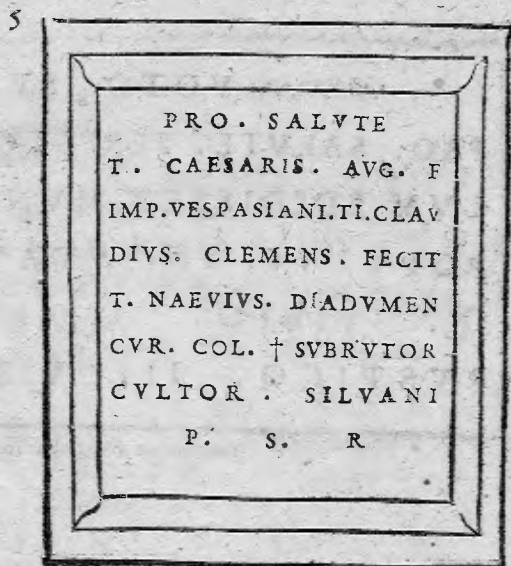 5
PRO. SALVTE
T. CAESARIS. AVG. F
IMP.VESPASIANI.TI.CLAV
DIVS. CLEMENS. FECIT
T. NAEVIVS. DIADVMEN
CVR. COL. † SVBRVTOR
CVLTOR . SILVANI
P. S. R